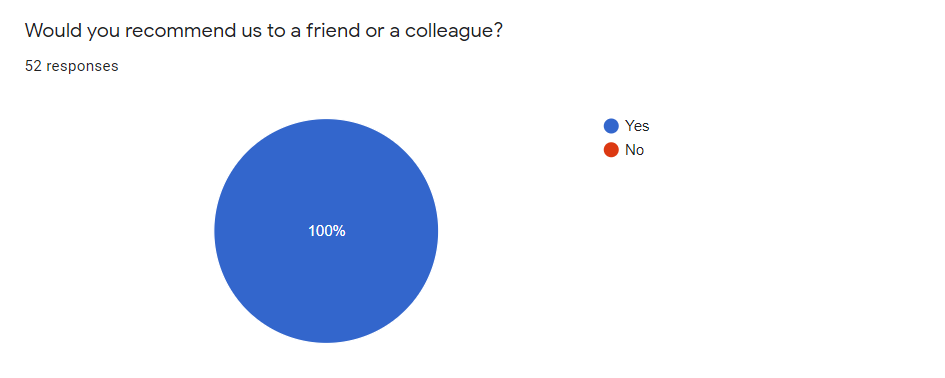 Would you recommend us to a friend or a colleague?
52 responses
Yes
No
100%